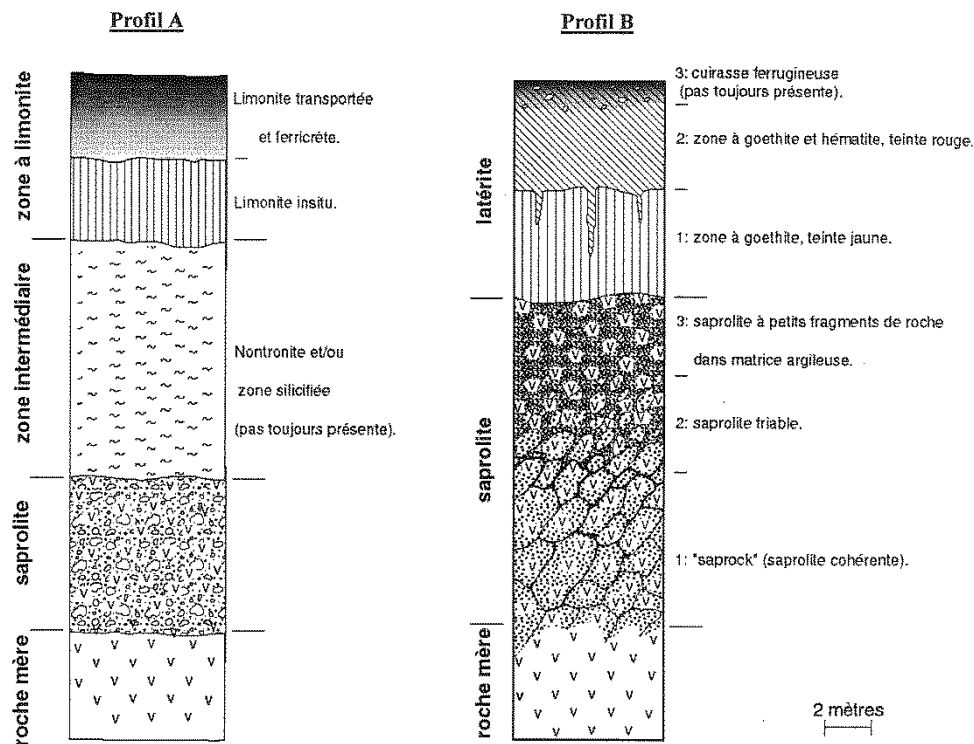 Profil A
zone à limonite
Limonite transportée
et ferricrète.
Limonite insitu.
zone intermédiaire
Nontronite et/ou
zone silicifiée
(pas toujours présente).
saprolite
roche mère
Profil B
latérite
3: cuirasse ferrugineuse
(pas toujours présente).
2: zone à goethite et hématite, teinte rouge.
1: zone à goethite, teinte jaune.
saprolite
3: saprolite à petits fragments de roche
dans matrice argileuse.
2: saprolite friable.
1: "saprock" (saprolite cohérente).
roche mère
2 mètres